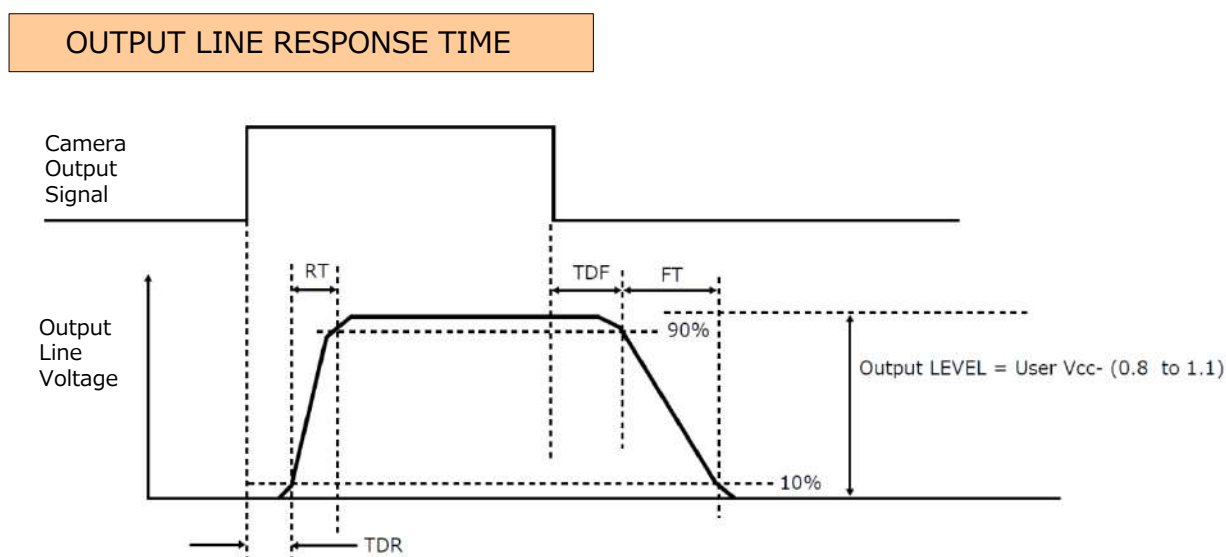 OUTPUT LINE RESPONSE TIME
Camera
Output
Signal
RT
TDF
FT
Output
Line
Voltage
90%
Output LEVEL = User Vcc- (0.8 to 1.1)
10%
TDR